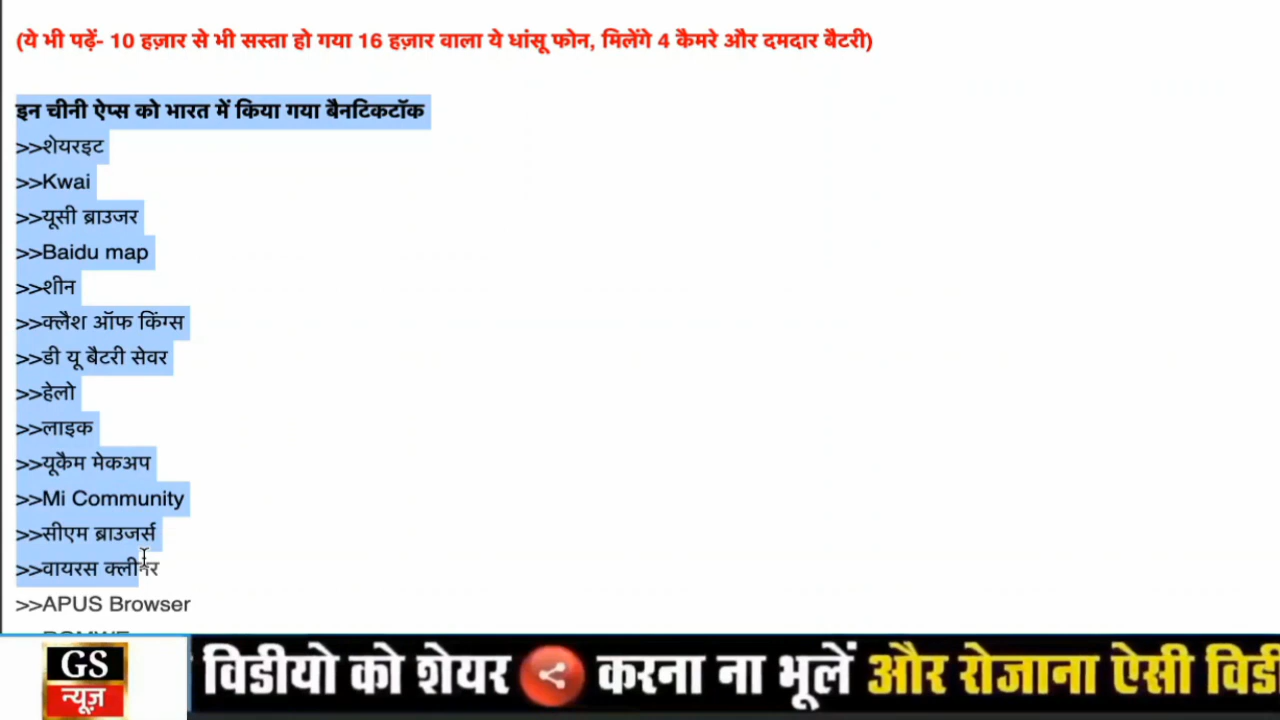 (ये भी पढ़ें- 10 हज़ार से भी सस्ता हो गया 16 हज़ार वाला ये धांसू फोन, मिलेंगे 4 कैमरे और दमदार बैटरी)
इन चीनी ऐप्स को भारत में किया गया बैनटिकटॉक
>>शेयरइट
>>Kwai
>>यूसी ब्राउजर
>>Baidu map
>>शीन
>>क्लैश ऑफ किंग्स
>>डी यू बैटरी सेवर
>>हेलो
>>लाइक
>>यूकैम मेकअप
>>Mi Community
>>सीएम ब्राउजर्स
>>वायरस क्लीनर
>>APUS Browser
GS
न्यूज़
विडीयो को शेयर करना ना भूलें और रोजाना ऐसी